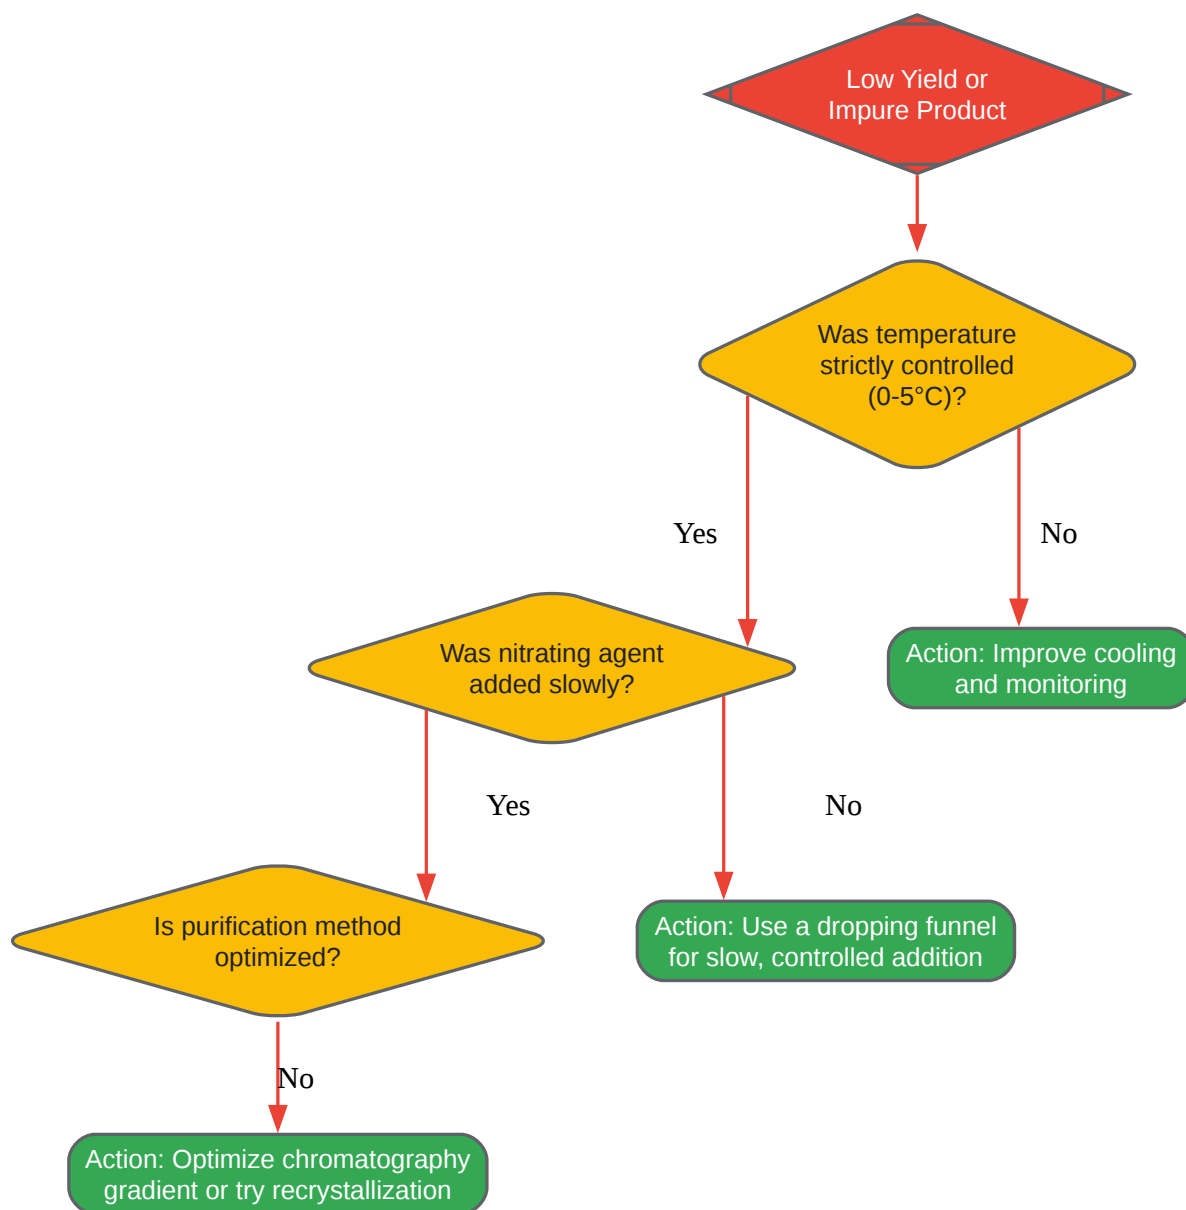 Low Yield or
Impure Product
Was temperature
strictly controlled
(0-5°C)?
Yes
No
Was nitrating agent
added slowly?
Action: Improve cooling
and monitoring
Yes
No
Is purification method
optimized?
Action: Use a dropping funnel
for slow, controlled addition
No
Action: Optimize chromatography
gradient or try recrystallization